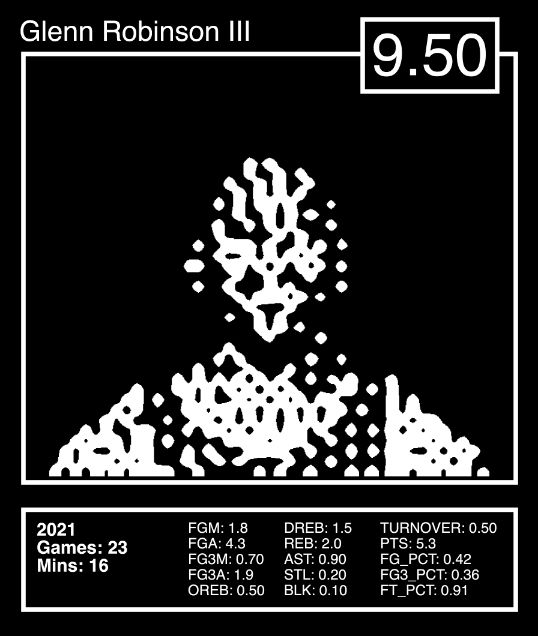 Glenn Robinson III
9.50
2021
Games: 23
Mins: 16
FGM: 1.8
FGA: 4.3
FG3M: 0.70
FG3A: 1.9
OREB: 0.50
DREB: 1.5
REB: 2.0
AST: 0.90
STL: 0.20
BLK: 0.10
TURNOVER: 0.50
PTS: 5.3
FG_PCT: 0.42
FG3_PCT: 0.36
FT_PCT: 0.91